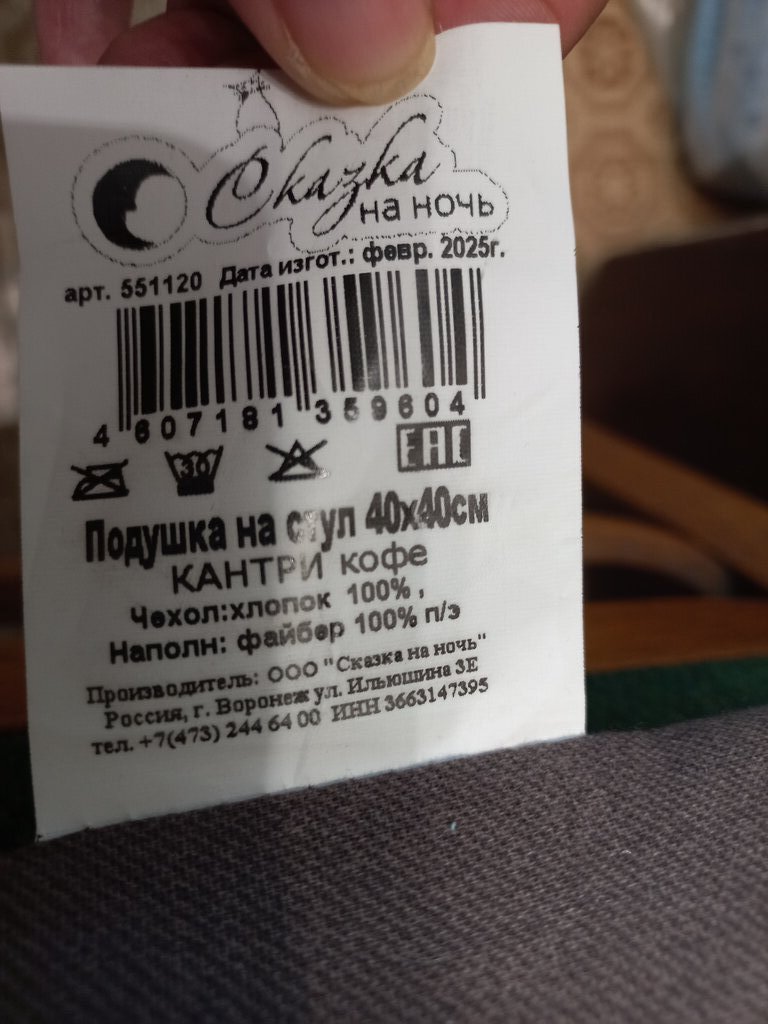 Сказка
на ночь
арт. 551120 Дата изгот.: февр. 2025г.
4 607181 359604
30 EAC
Подушка на стул 40х40см
КАНТРИ кофе
Чехол:хлопок 100% ,
Наполн: файбер 100% п/э
Производитель: ООО "Сказка на ночь"
Россия, г. Воронеж ул. Ильюшина 3Е
тел. +7(473) 244 64 00 ИНН 3663147395